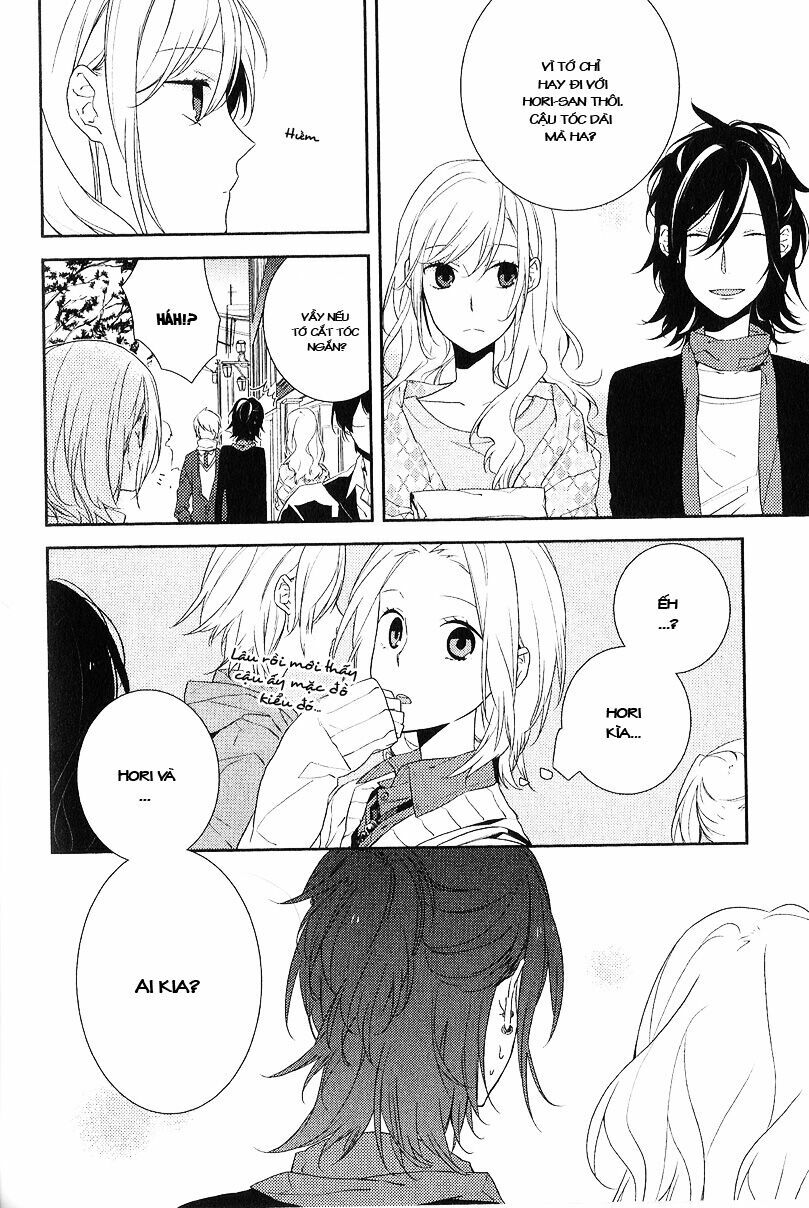 VÌ TỚ CHỈ
HAY ĐI VỚI
HORI-SAN THÔI.
CẬU TÓC DÀI
MÀ HA?
Hiểm
VẬY NẾU
TỚ CẮT TÓC
NGẮN?
HÁH!?
ẾH
...?
HORI
KÌA...
Lâu rồi mới thấy
cậu ấy mặc đồ
kiểu đó...
HORI VÀ
...
AI KIA?